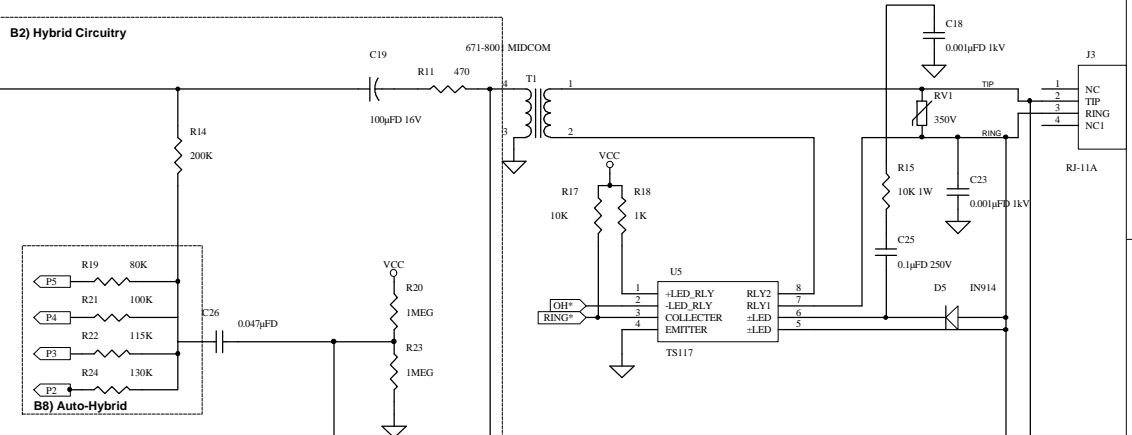 B2) Hybrid Circuitry
C19
R11 470
100µFD 16V
671-8001 MIDCOM
T1
4
3
1
2
C18
0.001µFD 1kV
J3
TIP
RV1
350V
RING
1 NC
2 TIP
3 RING
4 NC1
RJ-11A
R14
200K
VCC
R17
10K
R18
1K
R15
10K 1W
C23
0.001µFD 1kV
C25
0.1µFD 250V
D5 IN914
U5
1 +LED_RLY RLY2 8
2 -LED_RLY RLY1 7
3 COLLECTER ±LED 6
4 EMITTER ±LED 5
TS117
OH*
RING*
R19 80K
P5
R21 100K
P4
R22 115K
P3
R24 130K
P2
B8) Auto-Hybrid
C26
0.047µFD
VCC
R20
1MEG
R23
1MEG